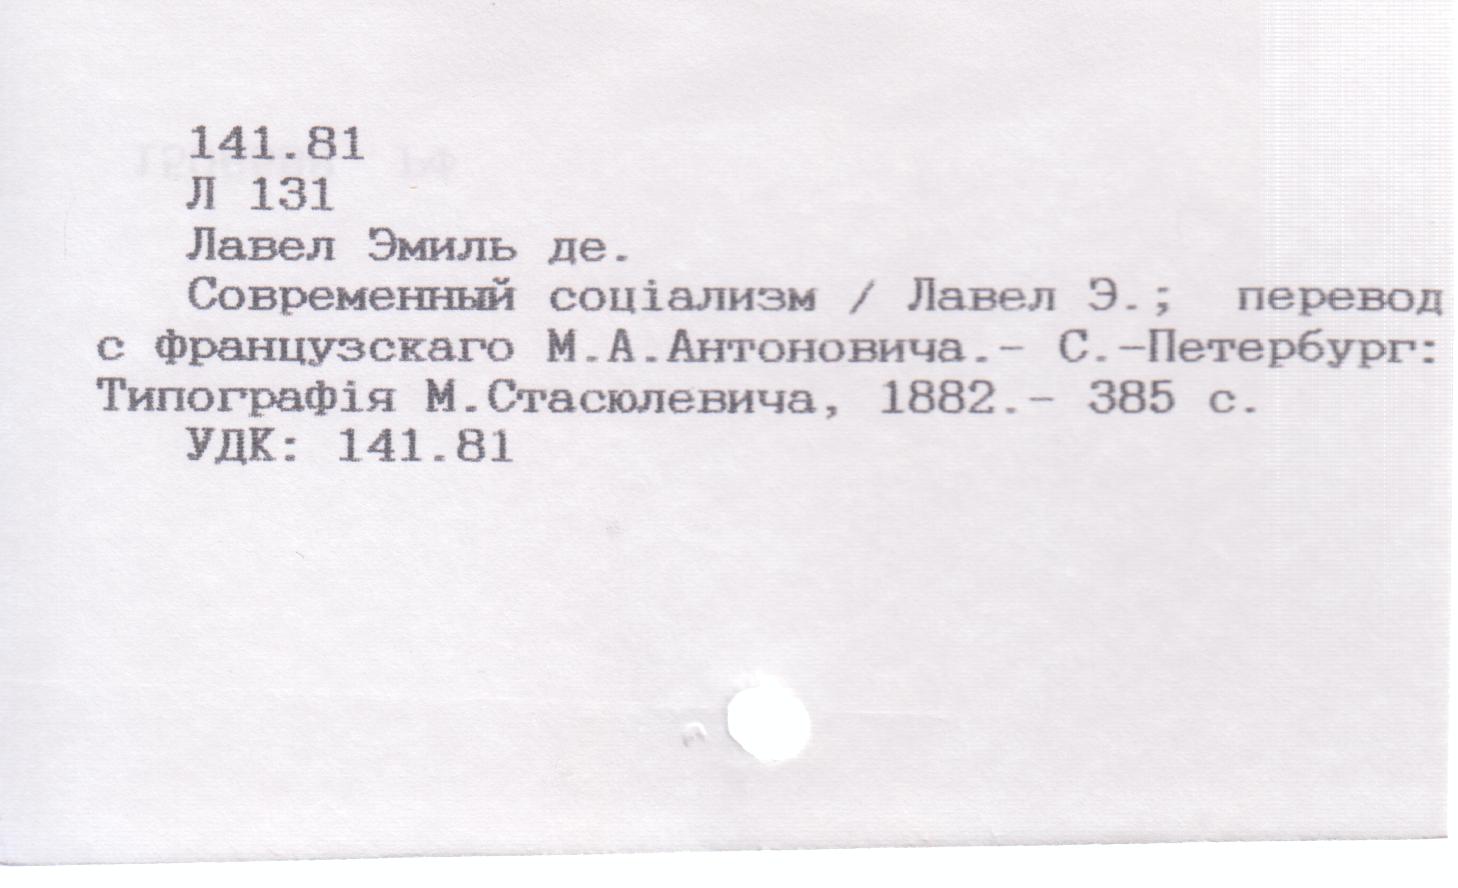 141.81
Л 131
Лавел Эмиль де.
Современный соціализм / Лавел Э.; перевод
с французскаго М.А.Антоновича.- С.-Петербург:
Типографія М.Стасюлевича, 1882.- 385 с.
УДК: 141.81